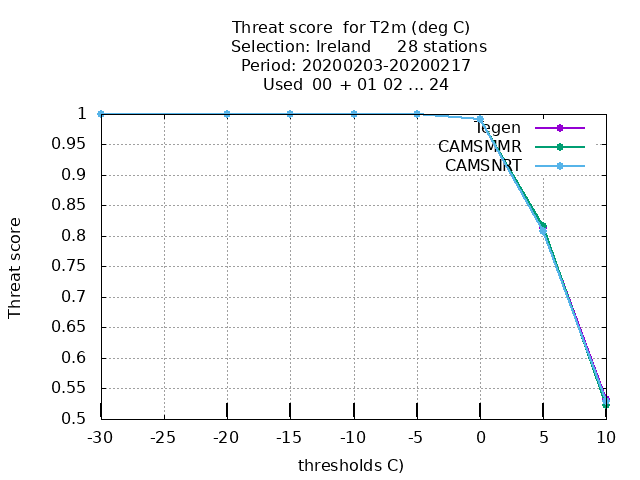 Threat score for T2m (deg C)
Selection: Ireland 28 stations
Period: 20200203-20200217
Used 00 + 01 02 ... 24
Threat score
1
0.95
0.9
0.85
0.8
0.75
0.7
0.65
0.6
0.55
0.5
Tegen
CAMSMMR
CAMSNRT
-30 -25 -20 -15 -10 -5 0 5 10
thresholds C)